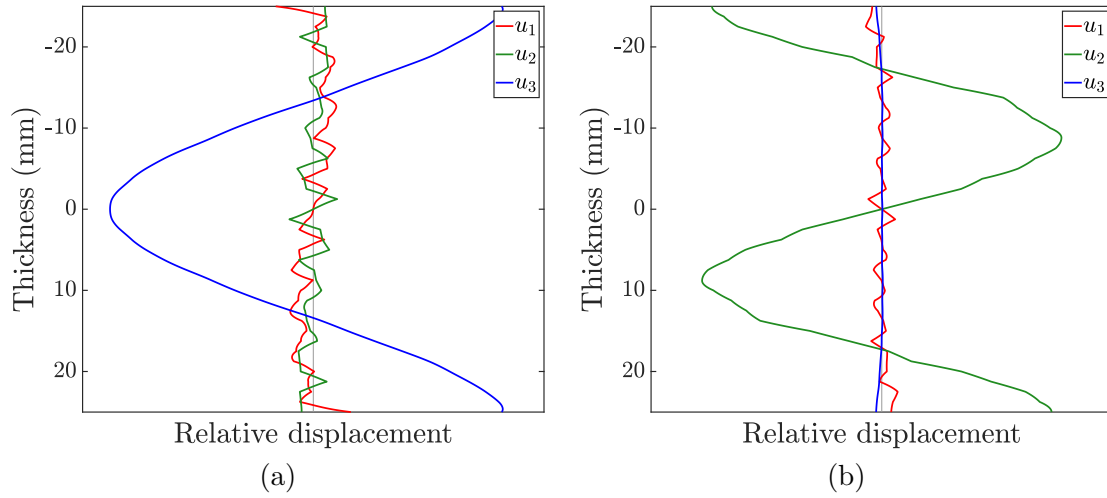 -20
-10
0
10
20
Thickness (mm)
Relative displacement
u1
u2
u3
(a)
-20
-10
0
10
20
Thickness (mm)
Relative displacement
u1
u2
u3
(b)